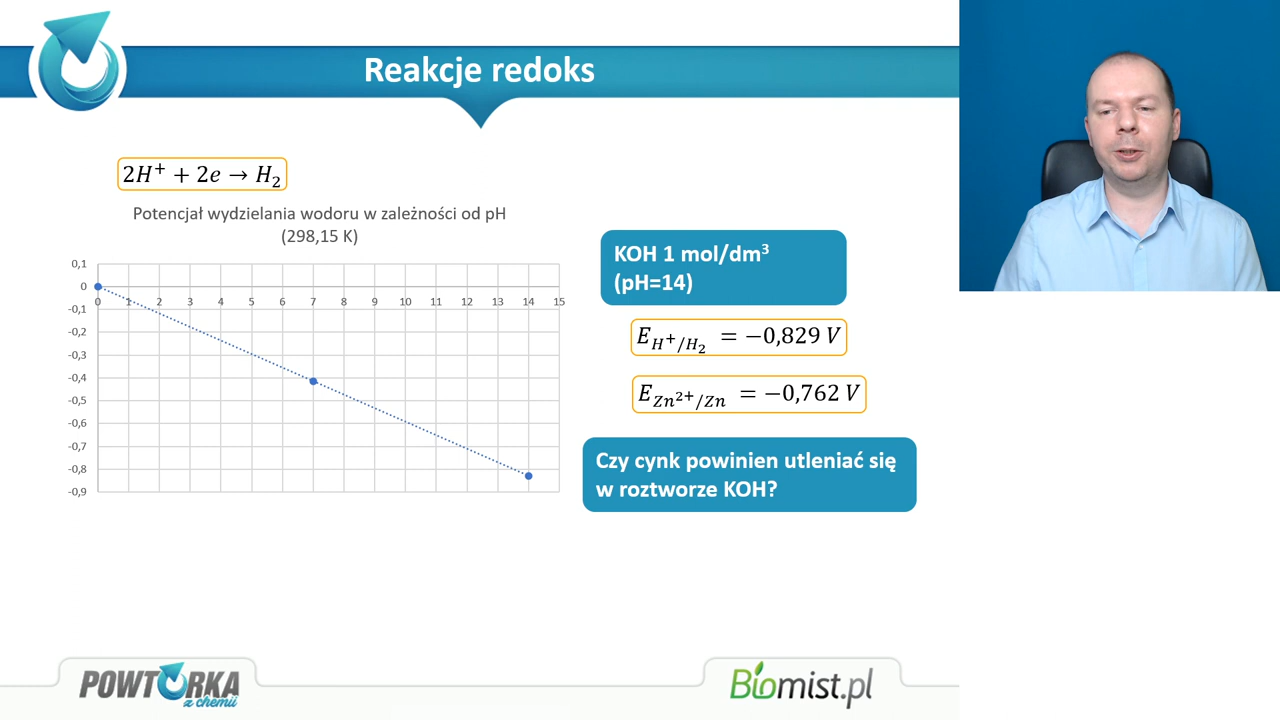 Reakcje redoks
2H⁺ + 2e → H₂
Potencjał wydzielania wodoru w zależności od pH
(298,15 K)
0,1
0
-0,1
-0,2
-0,3
-0,4
-0,5
-0,6
-0,7
-0,8
-0,9
0 1 2 3 4 5 6 7 8 9 10 11 12 13 14 15
KOH 1 mol/dm³
(pH=14)
E_H⁺/H₂ = −0,829 V
E_Zn²⁺/Zn = −0,762 V
Czy cynk powinien utleniać się
w roztworze KOH?
POWTÓRKA
z chemii
Biomist.pl